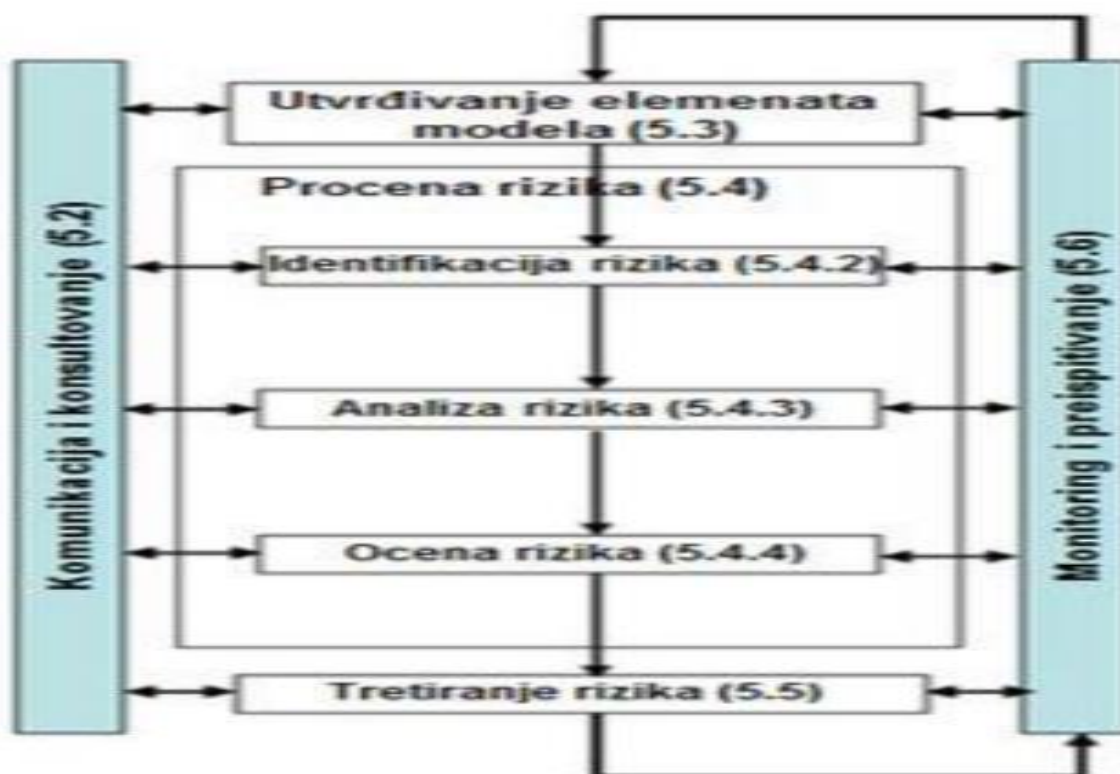 Utvrđivanje elemenata
modela (5.3)
Procena rizika (5.4)
Identifikacija rizika (5.4.2)
Analiza rizika (5.4.3)
Ocena rizika (5.4.4)
Tretiranje rizika (5.5)
Komunikacija i konsultovanje (5.2)
Monitoring i preispitivanje (5.6)